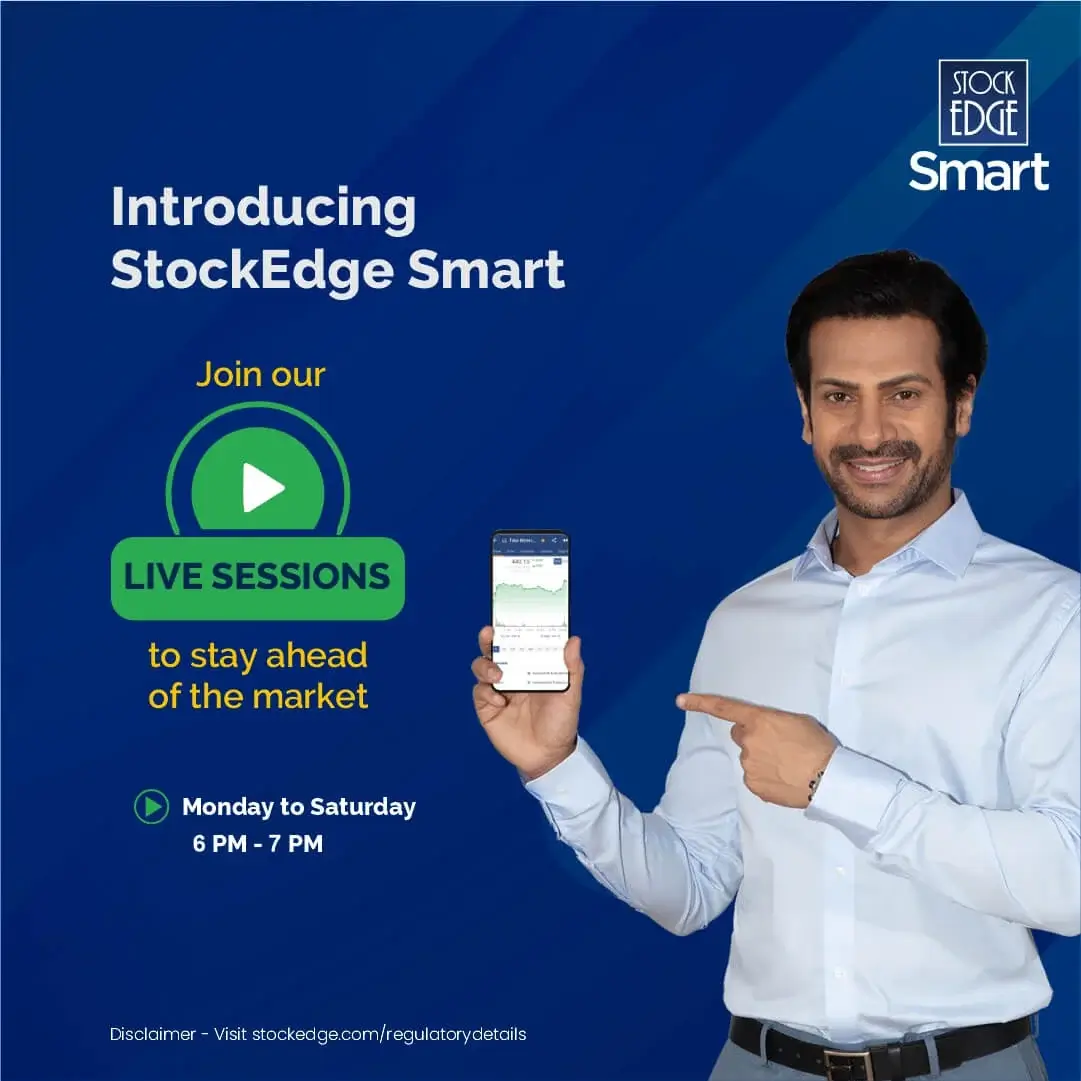 STOCK
EDGE
Smart
Introducing
StockEdge Smart
Join our
LIVE SESSIONS
to stay ahead
of the market
Monday to Saturday
6 PM - 7 PM
Disclaimer - Visit stockedge.com/regulatorydetails